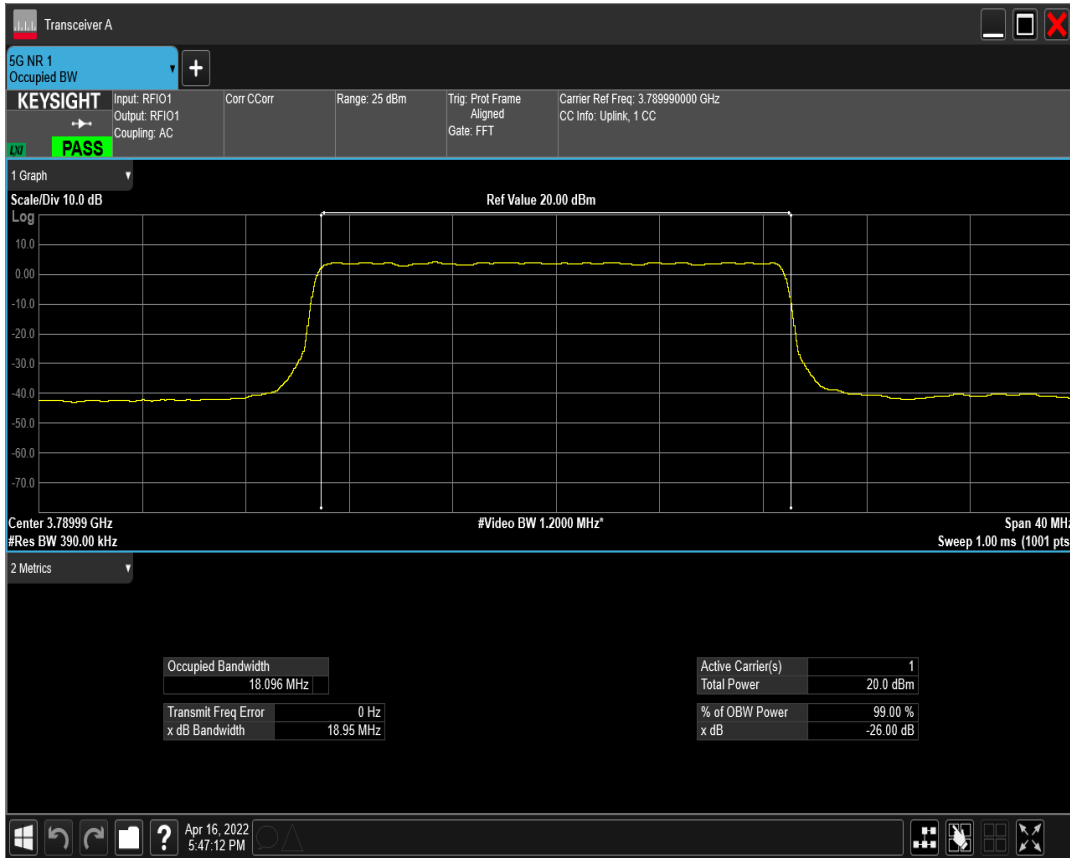 Transceiver A
5G NR 1
Occupied BW
+
KEYSIGHT
LXI
PASS
Input: RFIO1
Output: RFIO1
Coupling: AC
Corr CCorr
Range: 25 dBm
Trig: Prot Frame
Aligned
Gate: FFT
Carrier Ref Freq: 3.789990000 GHz
CC Info: Uplink, 1 CC
1 Graph
Scale/Div 10.0 dB
Ref Value 20.00 dBm
Log
10.0
0.00
-10.0
-20.0
-30.0
-40.0
-50.0
-60.0
-70.0
Center 3.78999 GHz
#Video BW 1.2000 MHz*
Span 40 MHz
#Res BW 390.00 kHz
Sweep 1.00 ms (1001 pts
2 Metrics
Occupied Bandwidth
18.096 MHz
Transmit Freq Error 0 Hz
x dB Bandwidth 18.95 MHz
Active Carrier(s) 1
Total Power 20.0 dBm
% of OBW Power 99.00 %
x dB -26.00 dB
?
Apr 16, 2022
5:47:12 PM